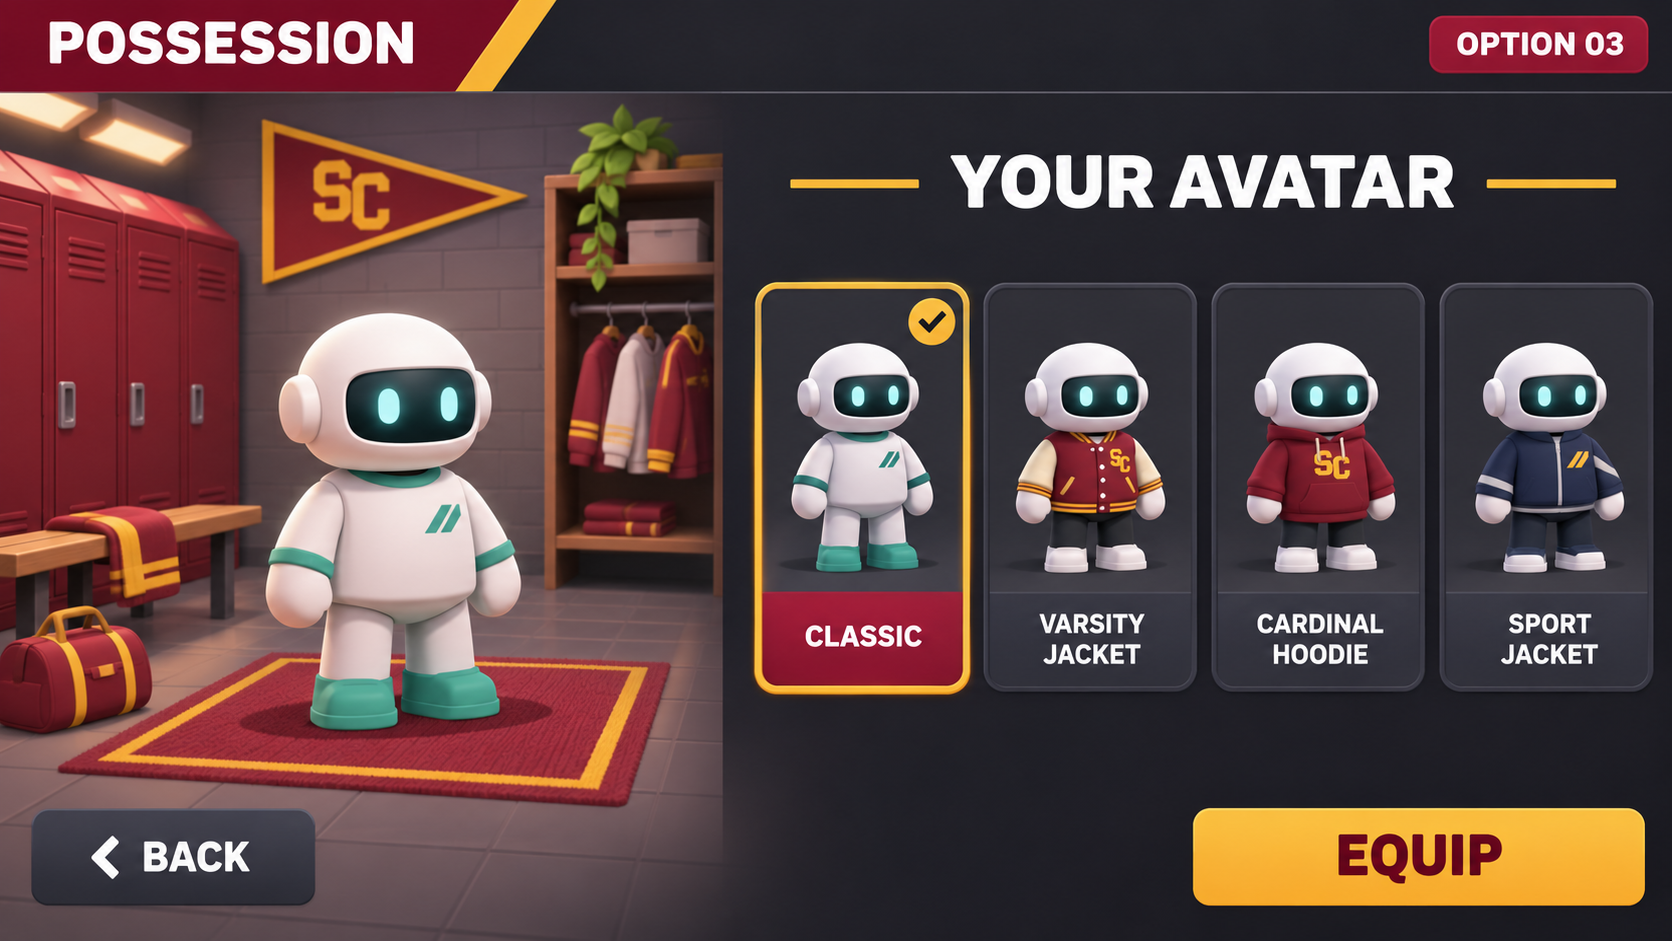 POSSESSION
OPTION 03
SC
YOUR AVATAR
SC
SC
CLASSIC
VARSITY
JACKET
CARDINAL
HOODIE
SPORT
JACKET
BACK
EQUIP